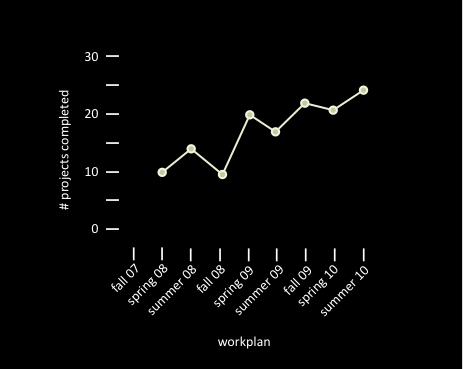 30
20
10
0
# projects completed
fall 07
spring 08
summer 08
fall 08
spring 09
summer 09
fall 09
spring 10
summer 10
workplan